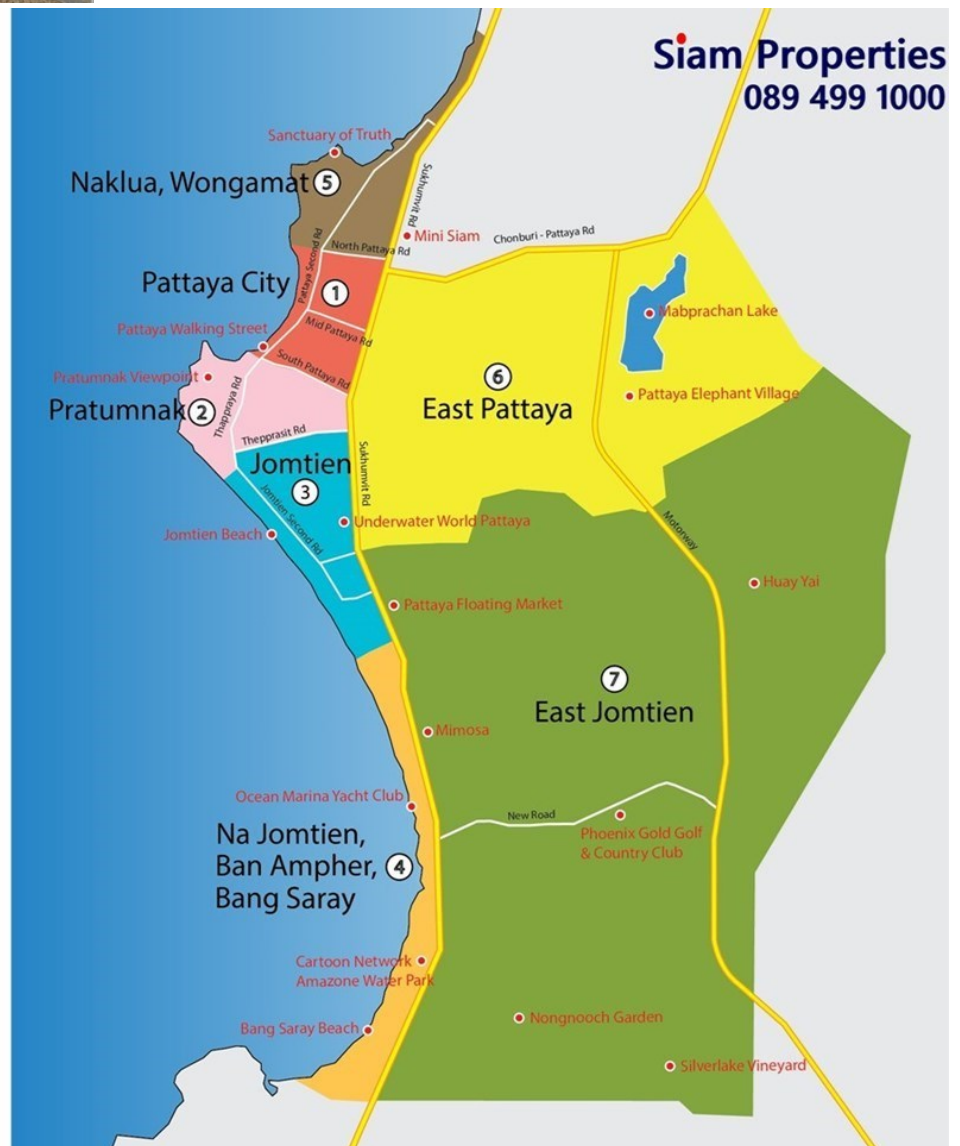 Siam Properties
089 499 1000
Sanctuary of Truth
Naklua, Wongamat 5
Sukhumvit Rd
Mini Siam
Chonburi - Pattaya Rd
North Pattaya Rd
Pattaya Second Rd
Pattaya City
1
Mabprachan Lake
Mid Pattaya Rd
Pattaya Walking Street
South Pattaya Rd
Pratumnak Viewpoint
6
East Pattaya
Pattaya Elephant Village
Pratumnak 2
Thappraya Rd
Thepprasit Rd
Sukhumvit Rd
Jomtien
3
Jomtien Second Rd
Underwater World Pattaya
Jomtien Beach
Motorway
Huay Yai
Pattaya Floating Market
7
East Jomtien
Mimosa
Ocean Marina Yacht Club
New Road
Phoenix Gold Golf
& Country Club
Na Jomtien,
Ban Ampher, 4
Bang Saray
Cartoon Network
Amazone Water Park
Nongnooch Garden
Bang Saray Beach
Silverlake Vineyard